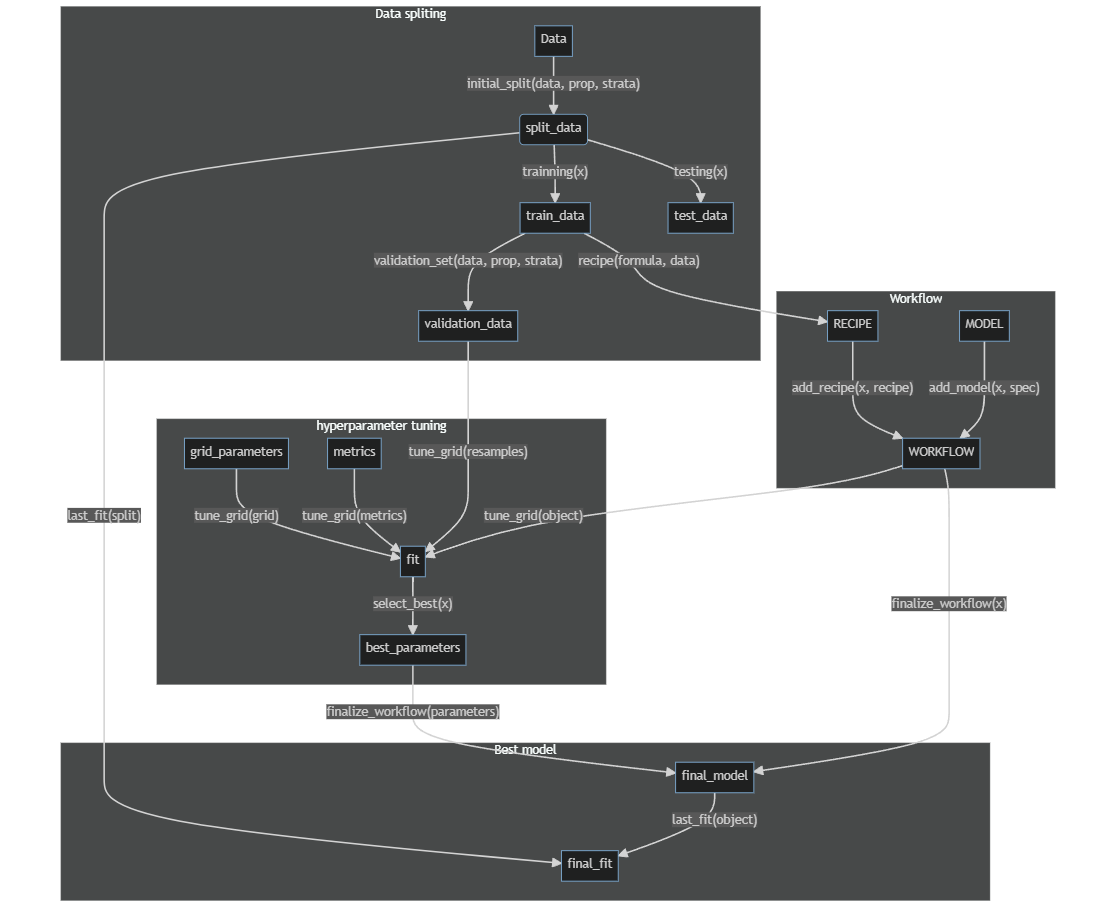 Data spliting
Data
initial_split(data, prop, strata)
split_data
trainning(x)
testing(x)
train_data
test_data
validation_set(data, prop, strata)
recipe(formula, data)
validation_data
Workflow
RECIPE
MODEL
add_recipe(x, recipe)
add_model(x, spec)
WORKFLOW
hyperparameter tuning
grid_parameters
metrics
tune_grid(resamples)
last_fit(split)
tune_grid(grid)
tune_grid(metrics)
tune_grid(object)
fit
select_best(x)
finalize_workflow(x)
best_parameters
finalize_workflow(parameters)
Best model
final_model
last_fit(object)
final_fit